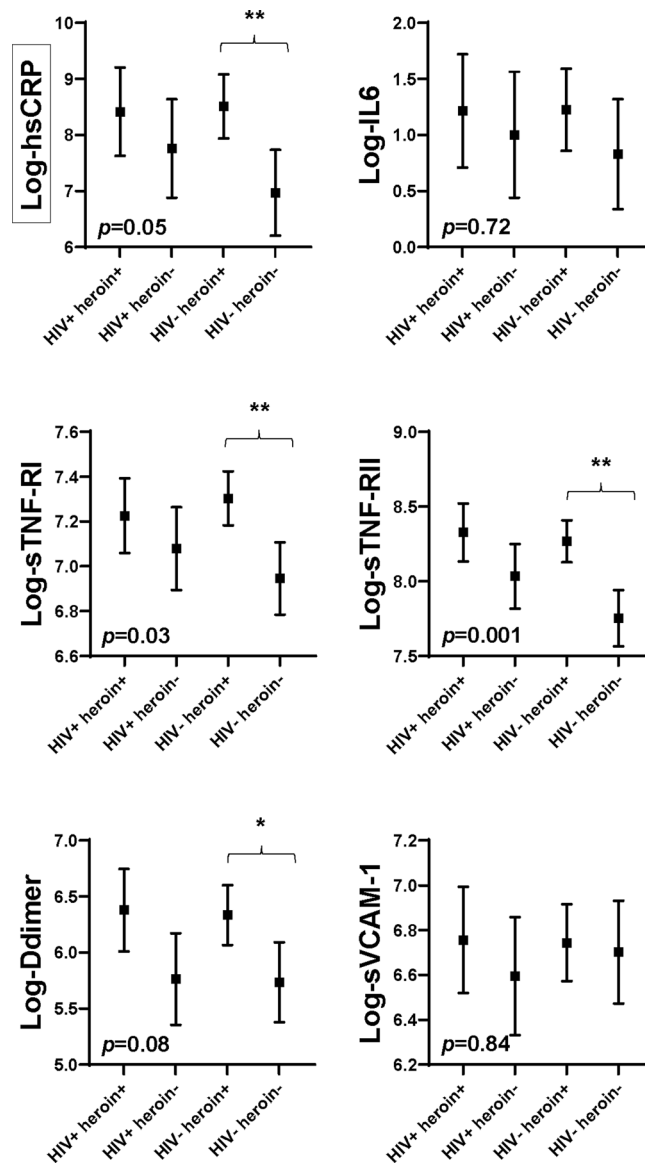 Log-hsCRP
10
9
8
7
6
**
p=0.05
HIV+ heroin+
HIV+ heroin-
HIV- heroin+
HIV- heroin-
Log-IL6
2.0
1.5
1.0
0.5
0.0
p=0.72
HIV+ heroin+
HIV+ heroin-
HIV- heroin+
HIV- heroin-
Log-sTNF-RI
7.6
7.4
7.2
7.0
6.8
6.6
**
p=0.03
HIV+ heroin+
HIV+ heroin-
HIV- heroin+
HIV- heroin-
Log-sTNF-RII
9.0
8.5
8.0
7.5
**
p=0.001
HIV+ heroin+
HIV+ heroin-
HIV- heroin+
HIV- heroin-
Log-Ddimer
7.0
6.5
6.0
5.5
5.0
*
p=0.08
HIV+ heroin+
HIV+ heroin-
HIV- heroin+
HIV- heroin-
Log-sVCAM-1
7.2
7.0
6.8
6.6
6.4
6.2
p=0.84
HIV+ heroin+
HIV+ heroin-
HIV- heroin+
HIV- heroin-